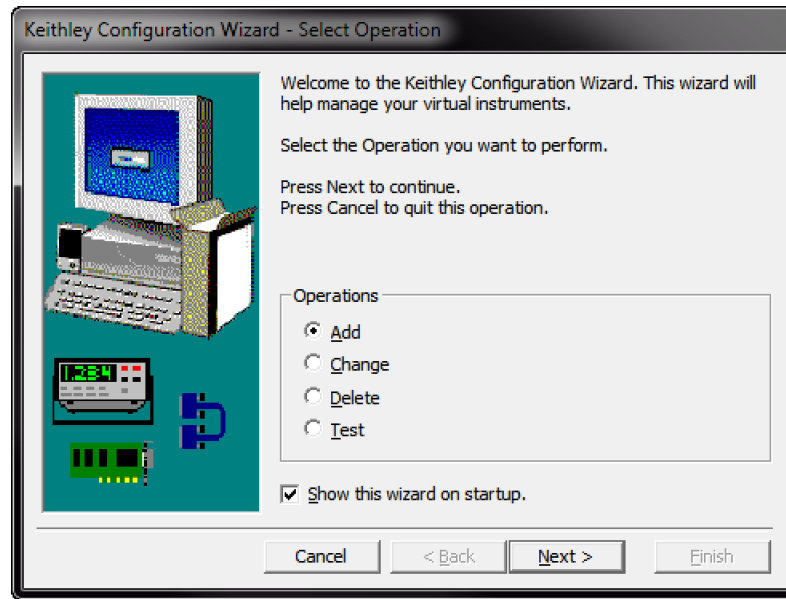 Keithley Configuration Wizard - Select Operation
Welcome to the Keithley Configuration Wizard. This wizard will
help manage your virtual instruments.
Select the Operation you want to perform.
Press Next to continue.
Press Cancel to quit this operation.
Operations
Add
Change
Delete
Test
1.234
Show this wizard on startup.
Cancel
< Back
Next >
Finish